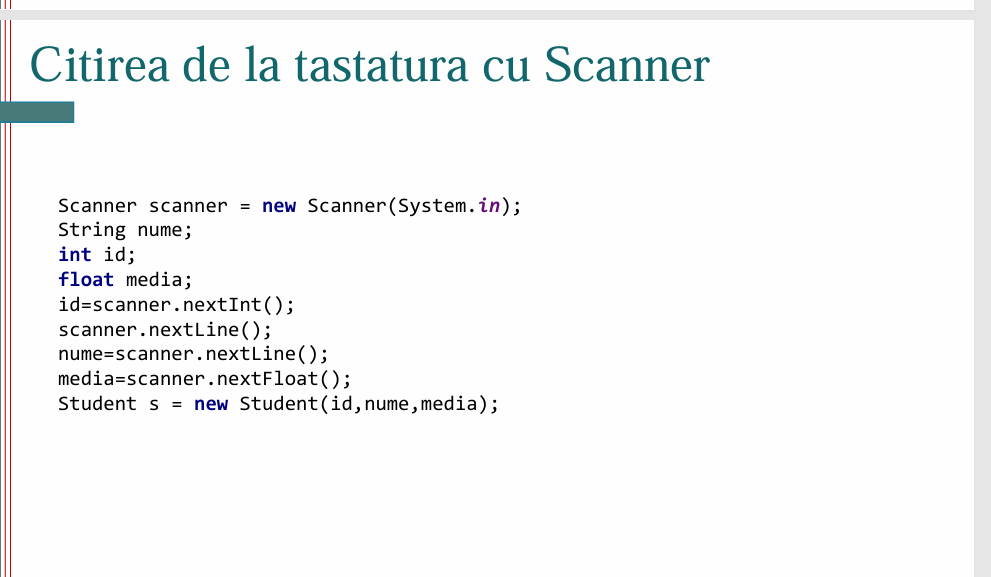 Citirea de la tastatura cu Scanner
Scanner scanner = new Scanner(System.in);
String nume;
int id;
float media;
id=scanner.nextInt();
scanner.nextLine();
nume=scanner.nextLine();
media=scanner.nextFloat();
Student s = new Student(id,nume,media);